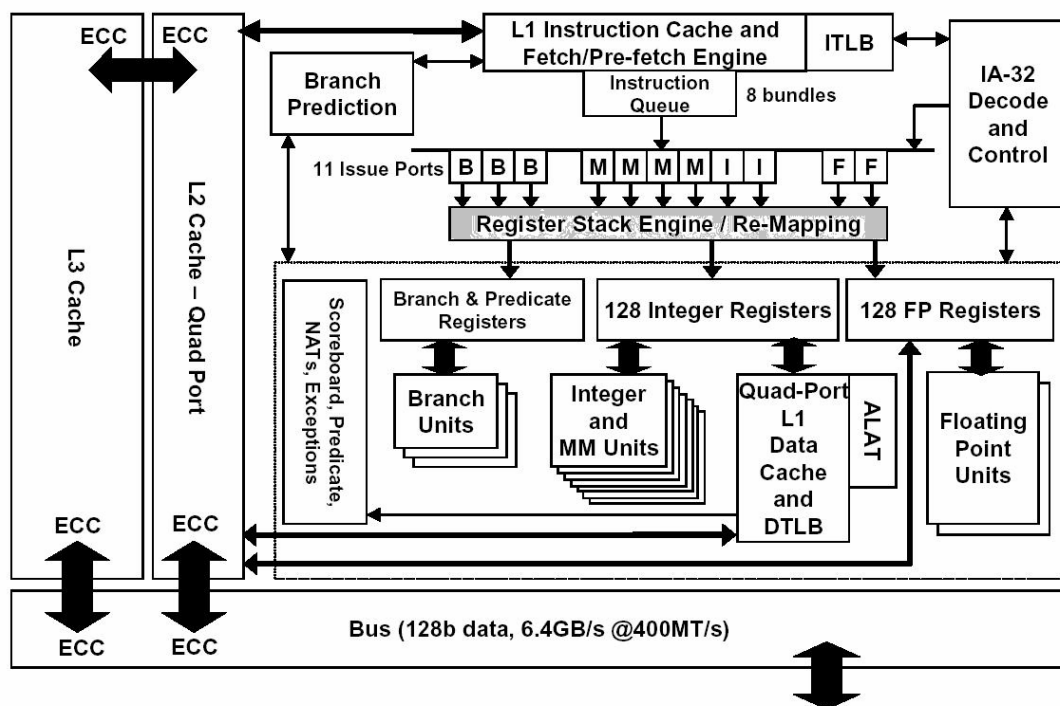 ECC
ECC
L1 Instruction Cache and
Fetch/Pre-fetch Engine
ITLB
IA-32
Decode
and
Control
Branch
Prediction
Instruction
Queue
8 bundles
11 Issue Ports
B B B M M M M I I F F
Register Stack Engine / Re-Mapping
L3 Cache
L2 Cache – Quad Port
Scoreboard, Predicate,
NATs, Exceptions
Branch & Predicate
Registers
128 Integer Registers
128 FP Registers
Branch
Units
Integer
and
MM Units
Quad-Port
L1
Data
Cache
and
DTLB
ALAT
Floating
Point
Units
ECC
ECC
Bus (128b data, 6.4GB/s @400MT/s)
ECC
ECC